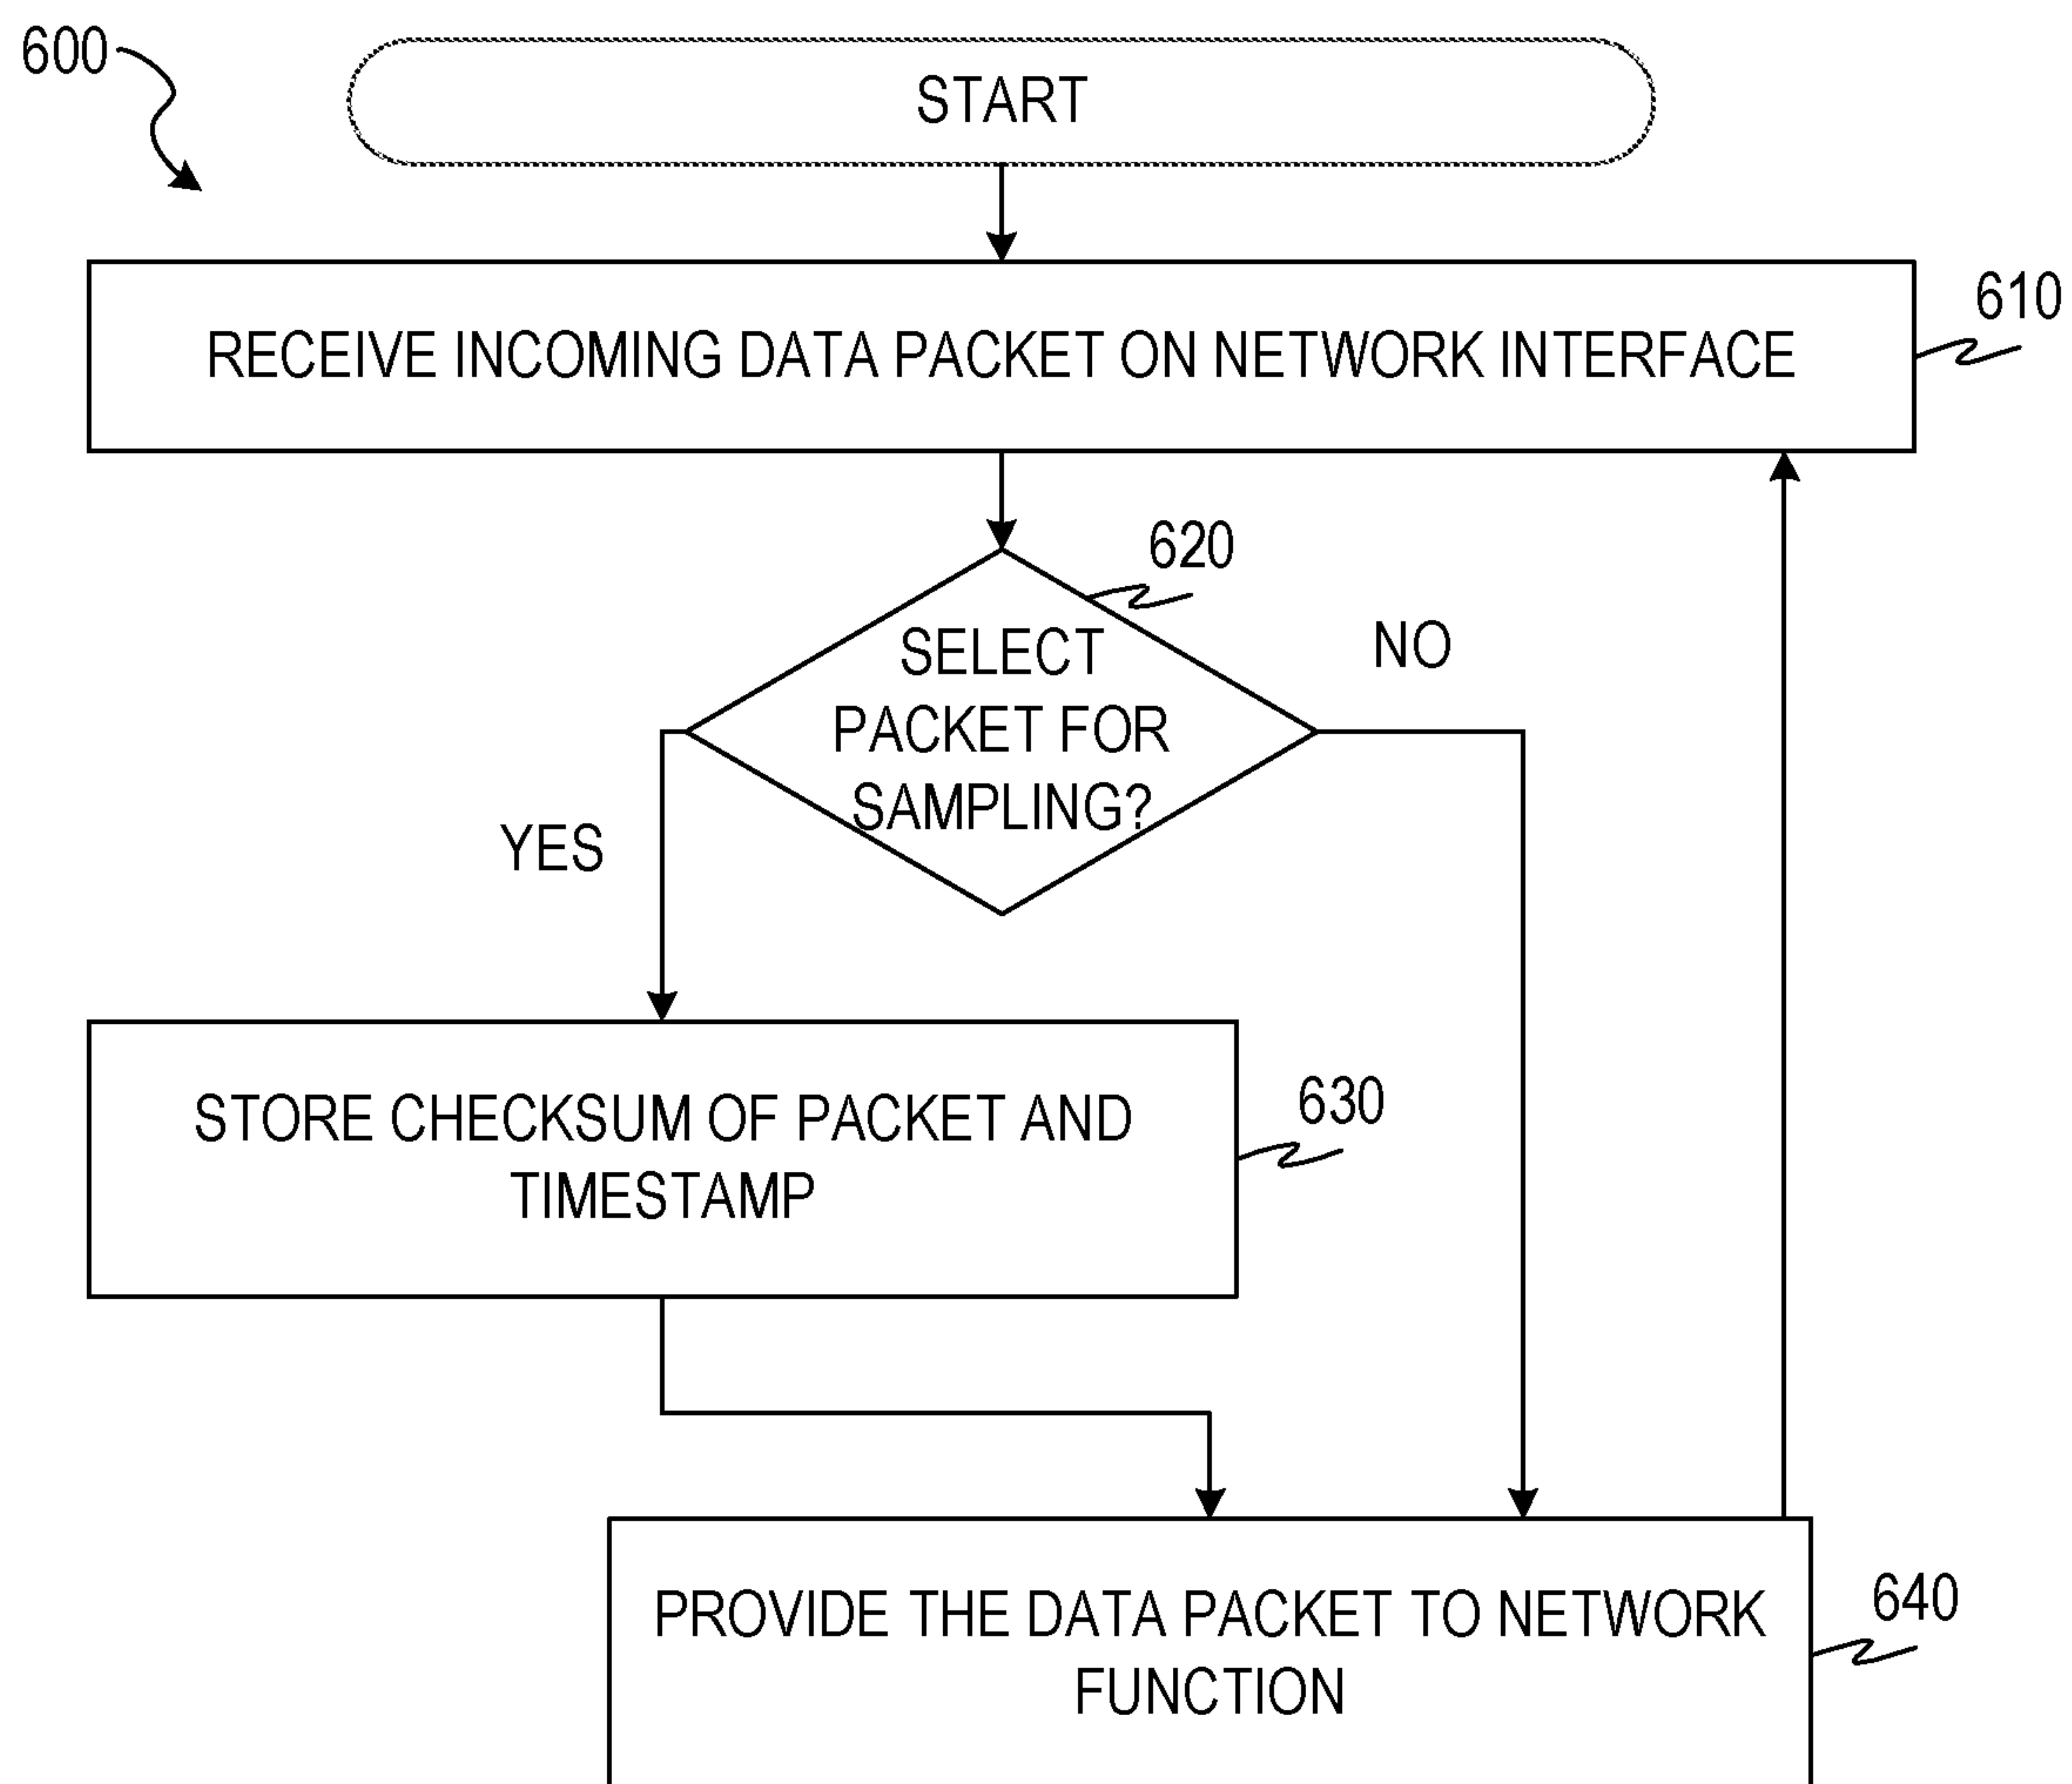 600
START
RECEIVE INCOMING DATA PACKET ON NETWORK INTERFACE
610
620
SELECT
PACKET FOR
SAMPLING?
NO
YES
STORE CHECKSUM OF PACKET AND
TIMESTAMP
630
PROVIDE THE DATA PACKET TO NETWORK
FUNCTION
640